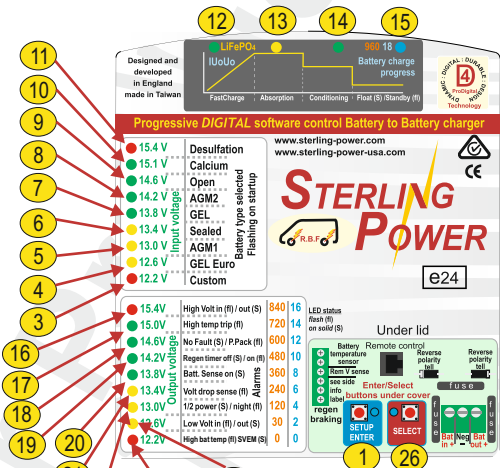 12 13 14 15
LiFePO4 960 18
IUoUo
Battery charge
progress
FastCharge Absorption Conditioning Float (S) /Standby (fl)
Designed and
developed
in England
made in Taiwan
DYNAMIC · DIGITAL · DURABLE · DESIGN
D4
ProDigital
Technology
Progressive DIGITAL software control Battery to Battery charger
www.sterling-power.com
www.sterling-power-usa.com
CE
STERLING
POWER
R.B.F
e24
11
10
9
8
7
6
5
4
3
15.4 V Desulfation
15.1 V Calcium
14.6 V Open
14.2 V AGM2
13.8 V GEL
13.4 V Sealed
13.0 V AGM1
12.6 V GEL Euro
12.2 V Custom
Input voltage
Battery type selected
Flashing on startup
16
17
18
19
20
21
15.4V High Volt in (fl) / out (S) 840 16
15.0V High temp trip (fl) 720 14
14.6V No Fault (S) / P.Pack (fl) 600 12
14.2V Regen timer off (S) / on (fl) 480 10
13.8V Batt. Sense on (S) 360 8
13.4V Volt drop sense (fl) 240 6
13.0V 1/2 power (S) / night (fl) 120 4
12.6V Low Volt in (fl) / out (S) 30 2
12.2V High bat temp (fl) SVEM (S) 0 0
Output voltage
Alarms
LED status
flash (fl)
on solid (S)
Under lid
Battery
temperature
sensor
Rem V sense
see side
info
label
regen
braking
Remote control
Reverse
polarity
tell
Reverse
polarity
tell
fuse
Enter/Select
buttons under cover
SETUP
ENTER
SELECT
fuse
Bat
in +
Neg
-
Bat
out +
fuse
1
26